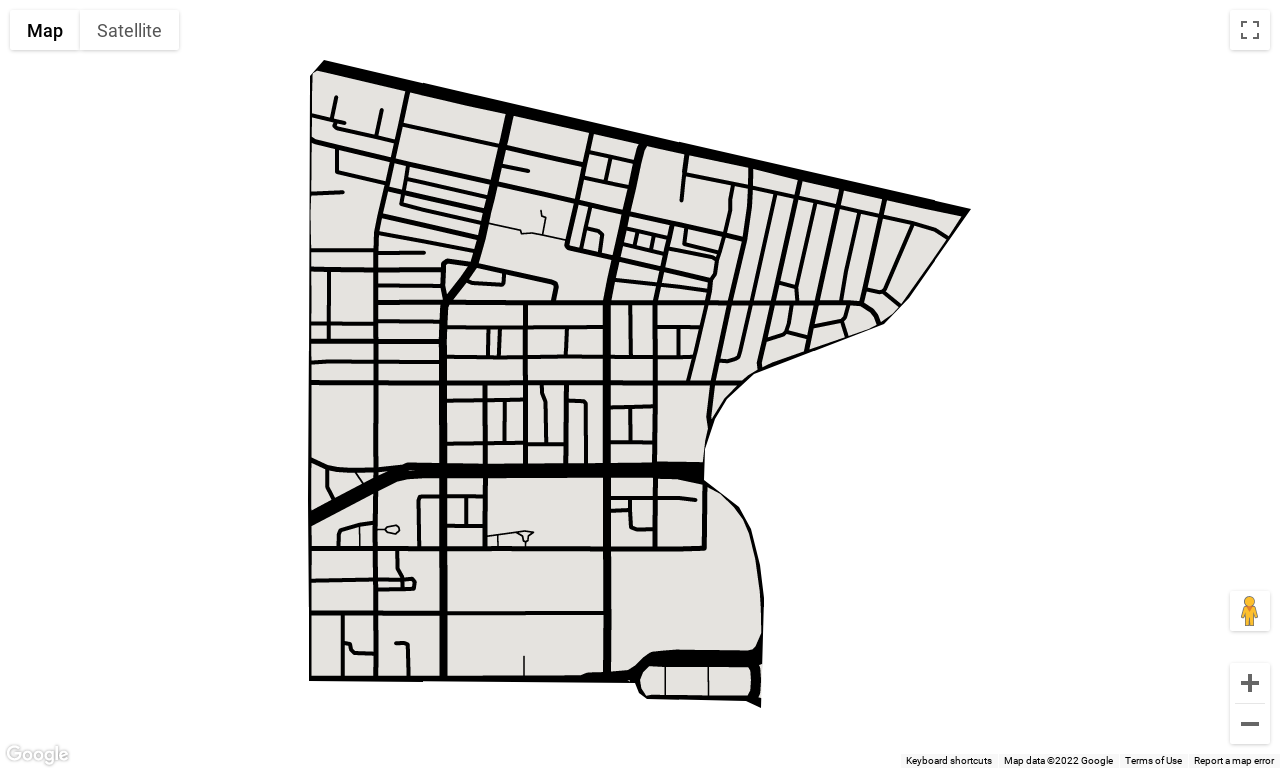 Map Satellite
Google
Keyboard shortcuts Map data ©2022 Google Terms of Use Report a map error